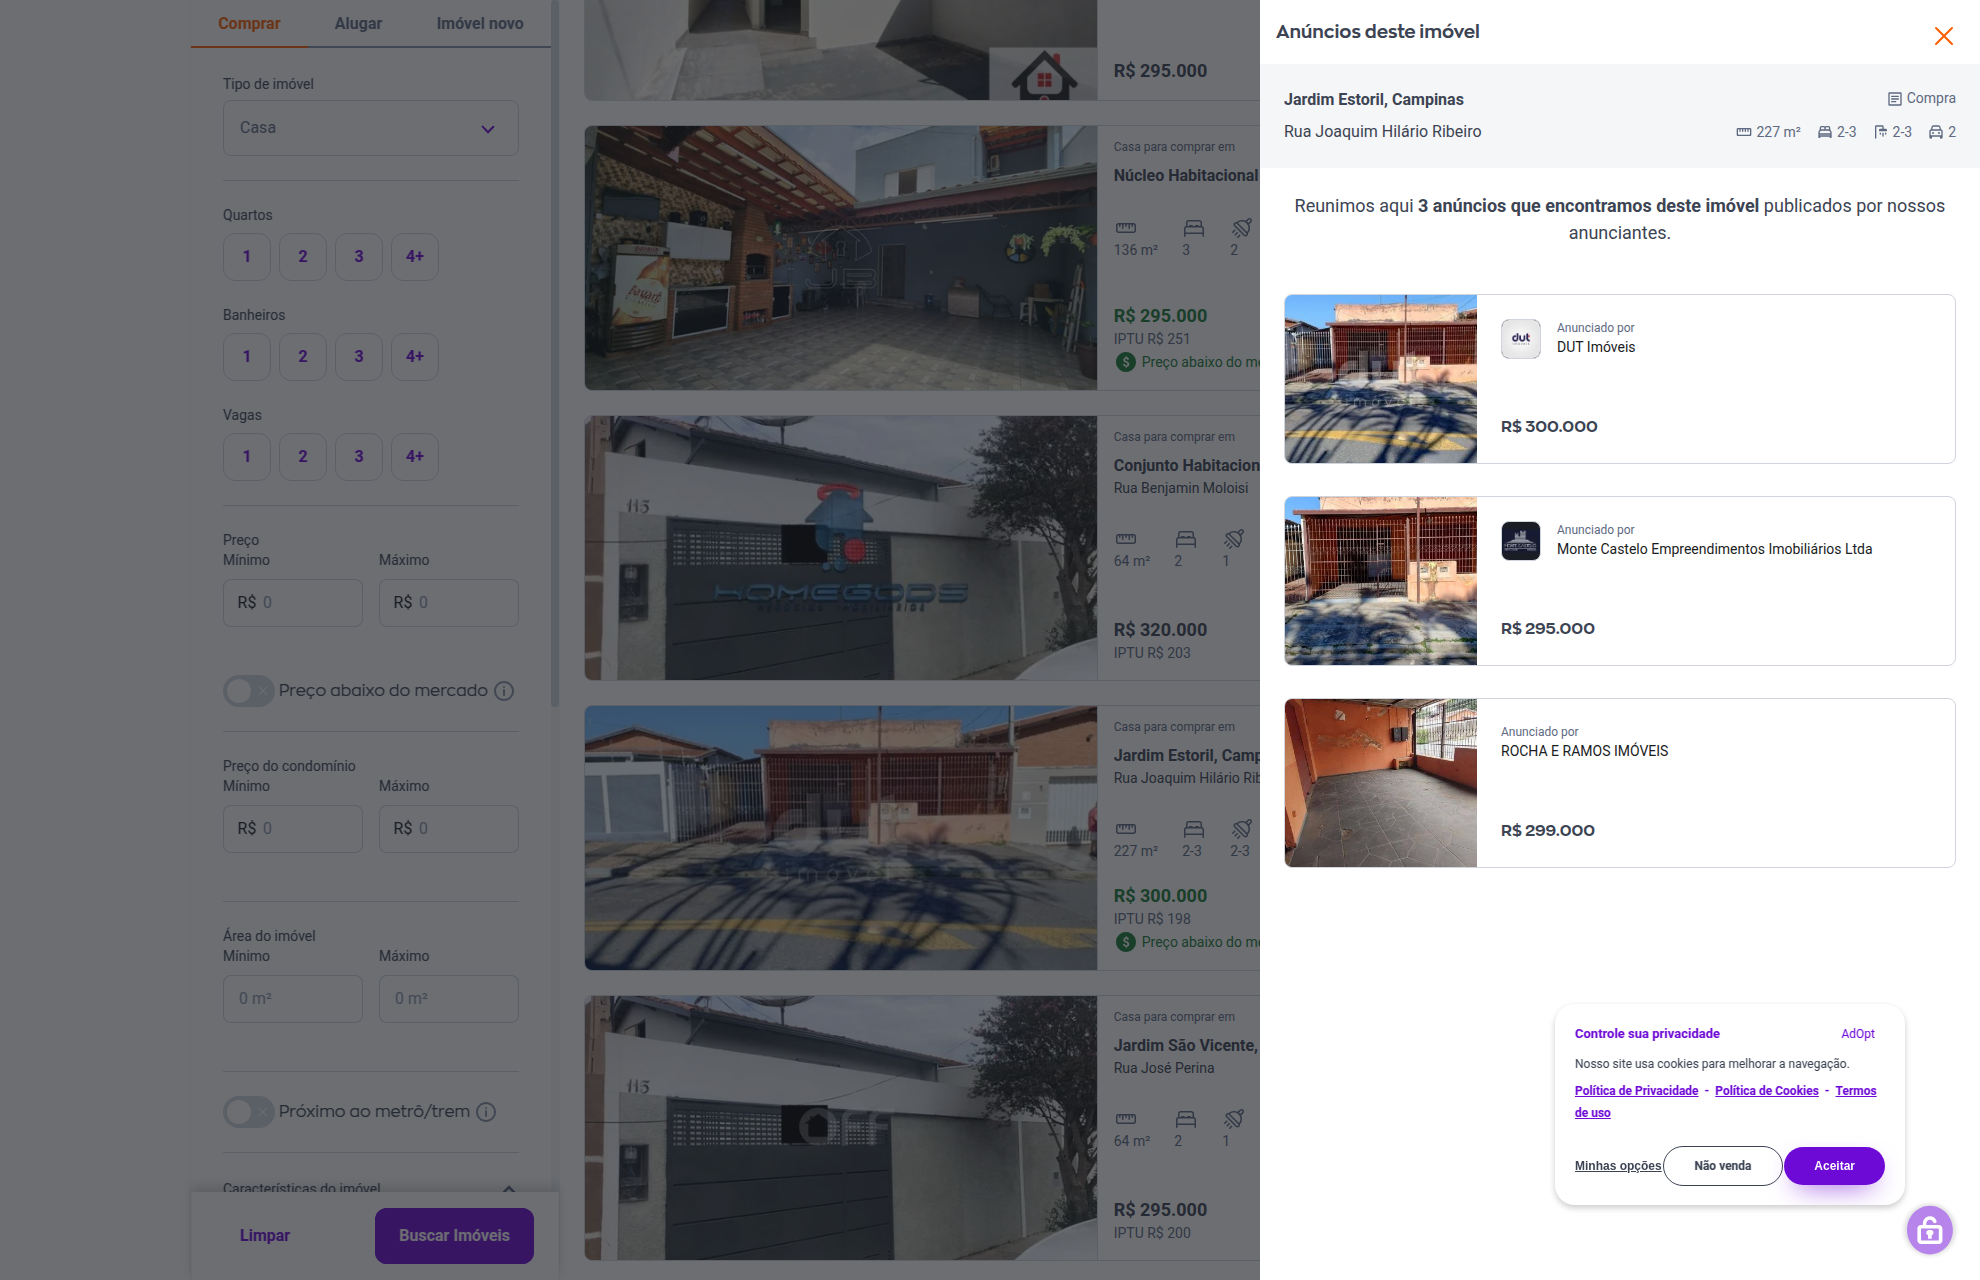 Comprar
Alugar
Imóvel novo
Tipo de imóvel
Casa
Quartos
1
2
3
4+
Banheiros
1
2
3
4+
Vagas
1
2
3
4+
Preço
Mínimo
Máximo
R$ 0
R$ 0
Preço abaixo do mercado
Preço do condomínio
Mínimo
Máximo
R$ 0
R$ 0
Área do imóvel
Mínimo
Máximo
0 m²
0 m²
Próximo ao metrô/trem
Características do imóvel
Limpar
Buscar Imóveis
R$ 295.000
Casa para comprar em
Núcleo Habitacional
136 m²
3
2
R$ 295.000
IPTU R$ 251
Preço abaixo do me
JB
Casa para comprar em
Conjunto Habitacion
Rua Benjamin Moloisi
64 m²
2
1
R$ 320.000
IPTU R$ 203
113
HOMEGODS
NEGÓCIOS IMOBILIÁRIOS
Casa para comprar em
Jardim Estoril, Camp
Rua Joaquim Hilário Rib
227 m²
2-3
2-3
R$ 300.000
IPTU R$ 198
Preço abaixo do me
Casa para comprar em
Jardim São Vicente,
Rua José Perina
64 m²
2
1
R$ 295.000
IPTU R$ 200
113
Anúncios deste imóvel
Jardim Estoril, Campinas
Compra
Rua Joaquim Hilário Ribeiro
227 m²
2-3
2-3
2
Reunimos aqui 3 anúncios que encontramos deste imóvel publicados por nossos
anunciantes.
dut
Anunciado por
DUT Imóveis
R$ 300.000
Anunciado por
Monte Castelo Empreendimentos Imobiliários Ltda
R$ 295.000
Anunciado por
ROCHA E RAMOS IMÓVEIS
R$ 299.000
Controle sua privacidade
AdOpt
Nosso site usa cookies para melhorar a navegação.
Política de Privacidade - Política de Cookies - Termos
de uso
Minhas opções
Não venda
Aceitar